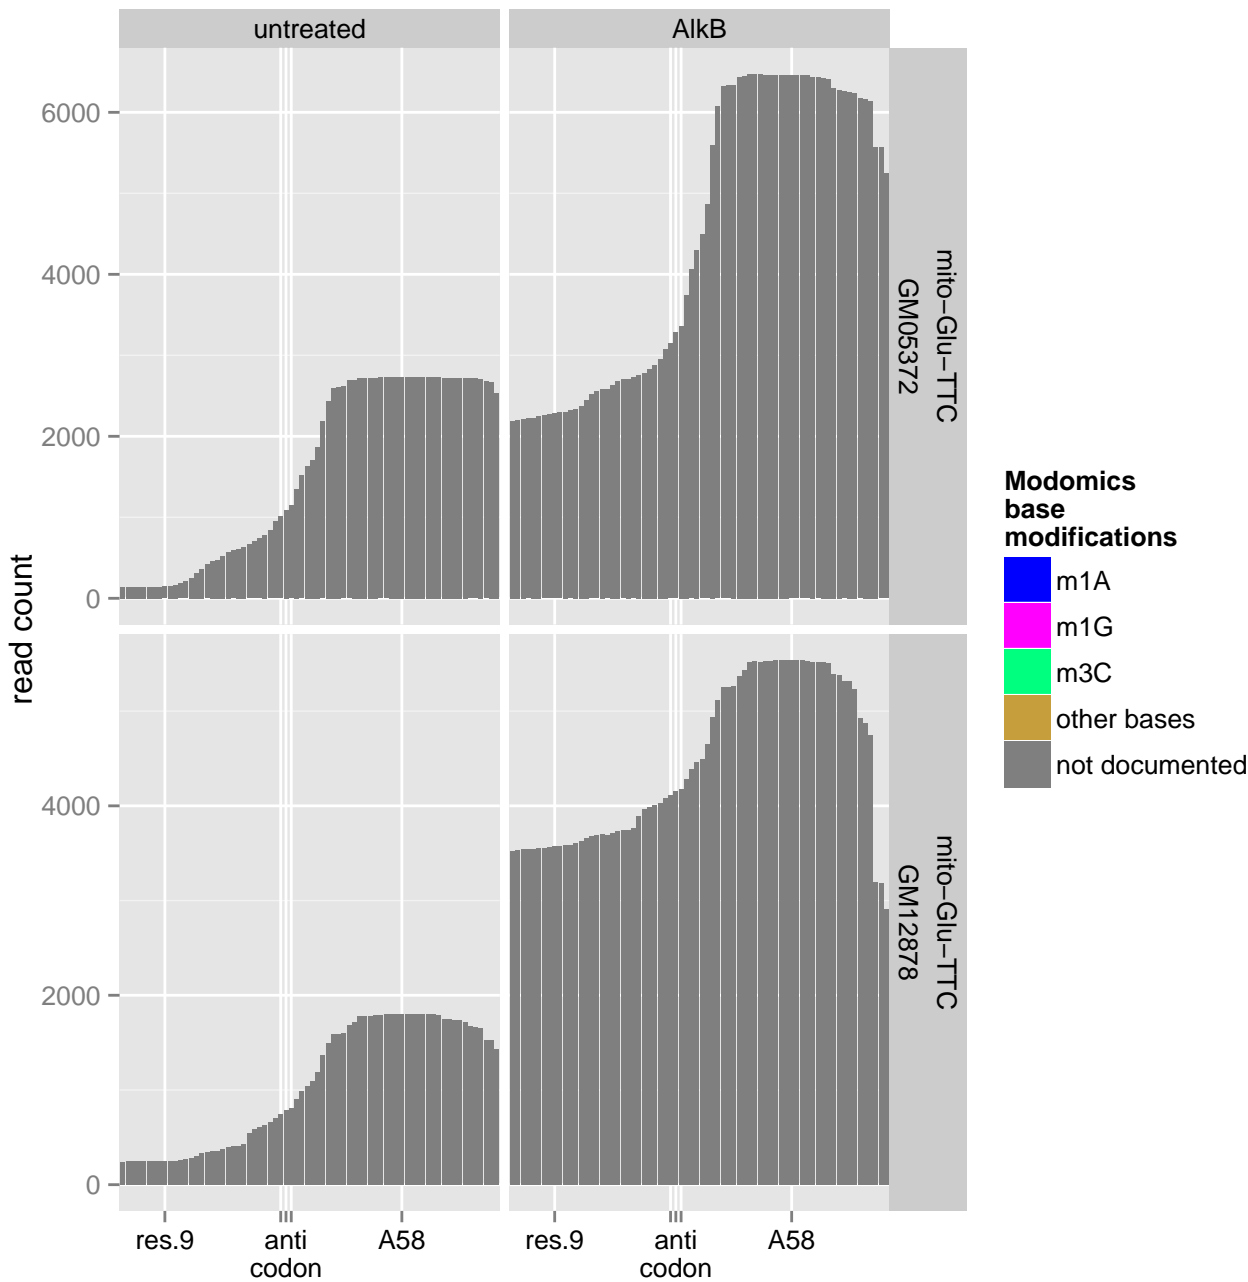 untreated
AlkB
6000
4000
2000
0
mito−Glu−TTC
GM05372
4000
2000
0
mito−Glu−TTC
GM12878
read count
res.9
anti
codon
A58
res.9
anti
codon
A58
Modomics
base
modifications
m1A
m1G
m3C
other bases
not documented